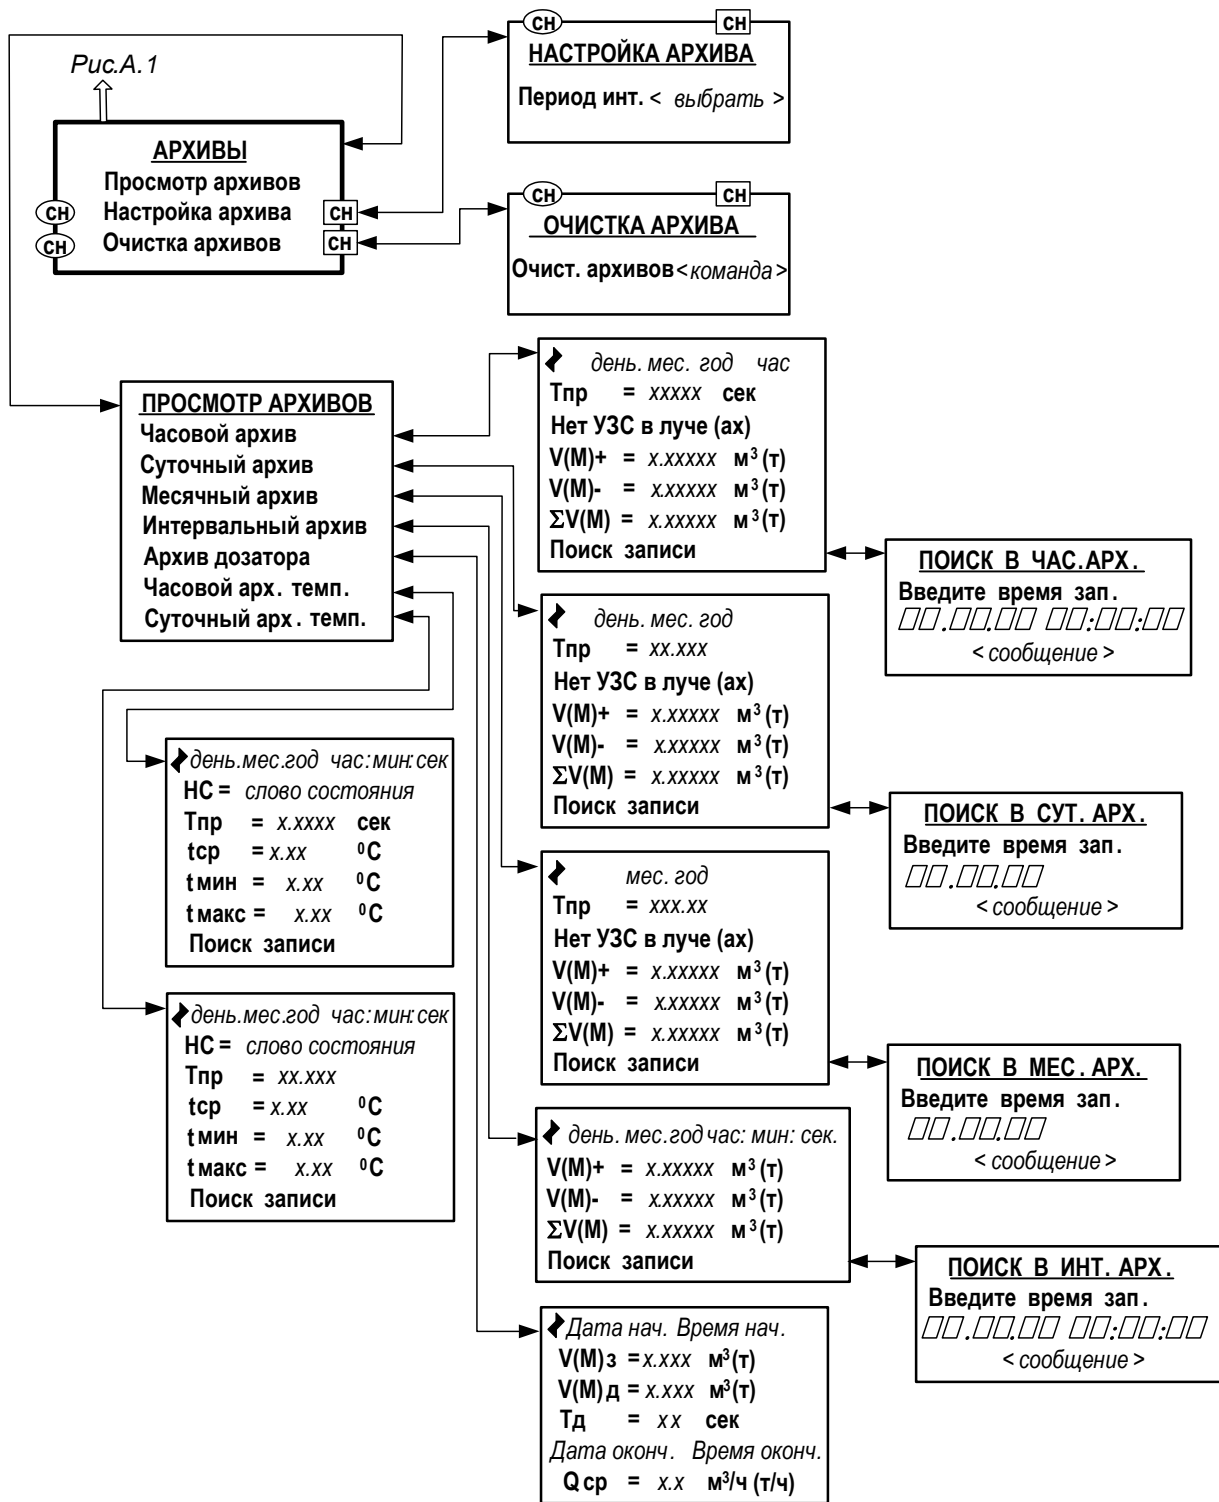 Рис.А.1
АРХИВЫ
Просмотр архивов
СН Настройка архива СН
СН Очистка архивов СН
СН СН
НАСТРОЙКА АРХИВА
Период инт. < выбрать >
СН СН
ОЧИСТКА АРХИВА
Очист. архивов <команда>
ПРОСМОТР АРХИВОВ
Часовой архив
Суточный архив
Месячный архив
Интервальный архив
Архив дозатора
Часовой арх. темп.
Суточный арх. темп.
день. мес. год час
Тпр = xxxxx сек
Нет УЗС в луче (ах)
V(M)+ = x.xxxxx м³(т)
V(M)- = x.xxxxx м³(т)
ΣV(M) = x.xxxxx м³(т)
Поиск записи
ПОИСК В ЧАС.АРХ.
Введите время зап.
< сообщение >
день. мес. год
Тпр = xx.xxx
Нет УЗС в луче (ах)
V(M)+ = x.xxxxx м³(т)
V(M)- = x.xxxxx м³(т)
ΣV(M) = x.xxxxx м³(т)
Поиск записи
ПОИСК В СУТ. АРХ.
Введите время зап.
< сообщение >
день.мес.год час:мин:сек
НС = слово состояния
Тпр = x.xxxx сек
tср = x.xx ⁰С
tмин = x.xx ⁰С
tмакс = x.xx ⁰С
Поиск записи
мес. год
Тпр = xxx.xx
Нет УЗС в луче (ах)
V(M)+ = x.xxxxx м³(т)
V(M)- = x.xxxxx м³(т)
ΣV(M) = x.xxxxx м³(т)
Поиск записи
ПОИСК В МЕС. АРХ.
Введите время зап.
< сообщение >
день.мес.год час:мин:сек
НС = слово состояния
Тпр = xx.xxx
tср = x.xx ⁰С
tмин = x.xx ⁰С
tмакс = x.xx ⁰С
Поиск записи
день. мес.год час: мин: сек.
V(M)+ = x.xxxxx м³(т)
V(M)- = x.xxxxx м³(т)
ΣV(M) = x.xxxxx м³(т)
Поиск записи
ПОИСК В ИНТ. АРХ.
Введите время зап.
< сообщение >
Дата нач. Время нач.
V(M)з = x.xxx м³(т)
V(M)д = x.xxx м³(т)
Тд = xx сек
Дата оконч. Время оконч.
Qср = x.x м³/ч (т/ч)